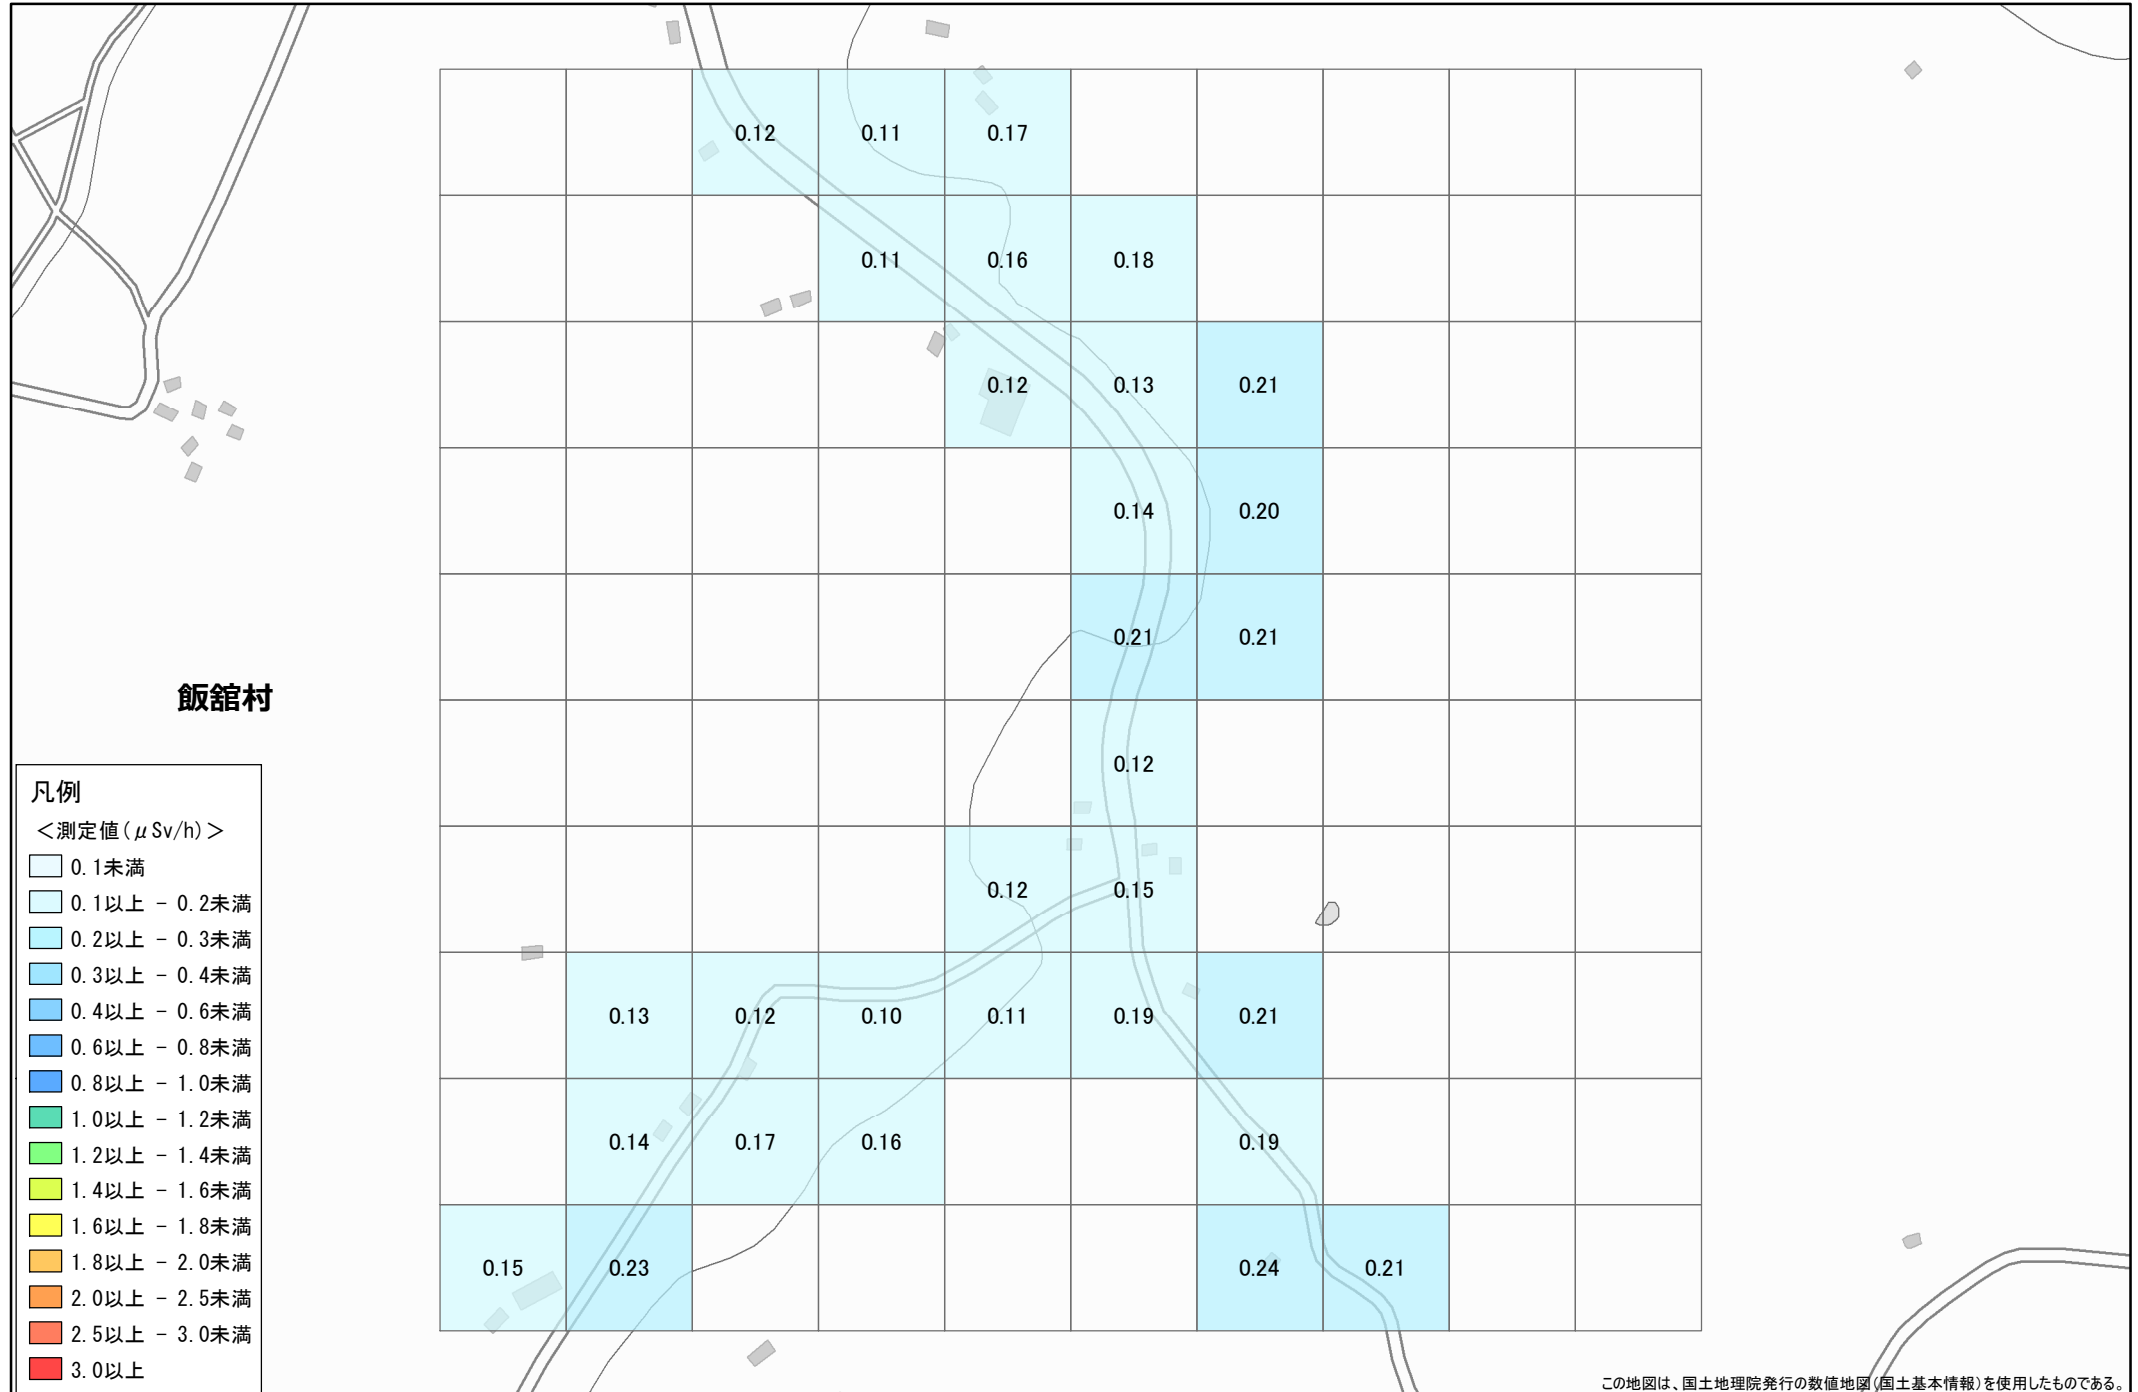 0.12 0.11 0.17
0.11 0.16 0.18
0.12 0.13 0.21
0.14 0.20
0.21 0.21
飯舘村
0.12
0.12 0.15
0.13 0.12 0.10 0.11 0.19 0.21
0.14 0.17 0.16 0.19
0.15 0.23 0.24 0.21
凡例
＜測定値(μSv/h)＞
0.1未満
0.1以上 － 0.2未満
0.2以上 － 0.3未満
0.3以上 － 0.4未満
0.4以上 － 0.6未満
0.6以上 － 0.8未満
0.8以上 － 1.0未満
1.0以上 － 1.2未満
1.2以上 － 1.4未満
1.4以上 － 1.6未満
1.6以上 － 1.8未満
1.8以上 － 2.0未満
2.0以上 － 2.5未満
2.5以上 － 3.0未満
3.0以上
この地図は、国土地理院発行の数値地図(国土基本情報)を使用したものである。